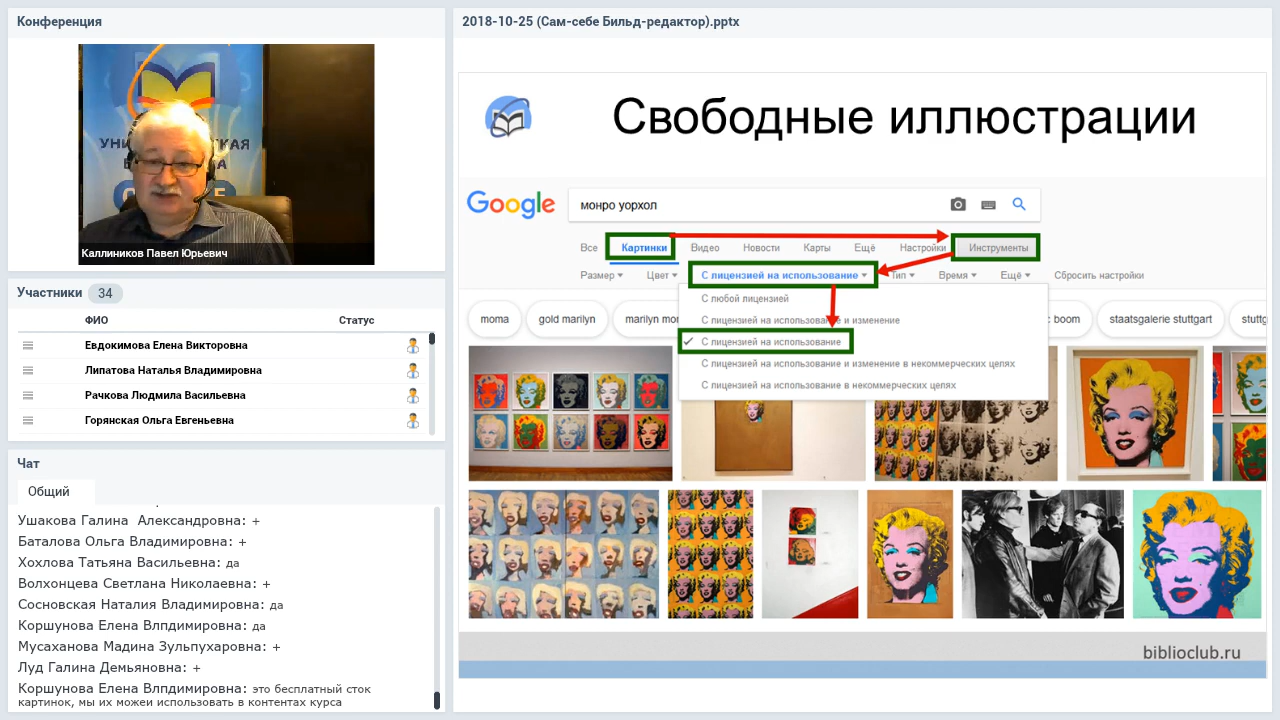 Конференция
УНИ
СКАЯ
Каллиников Павел Юрьевич
Участники 34
ФИО Статус
Евдокимова Елена Викторовна
Липатова Наталья Владимировна
Рачкова Людмила Васильевна
Горянская Ольга Евгеньевна
Чат
Общий
Ушакова Галина Александровна: +
Баталова Ольга Владимировна: +
Хохлова Татьяна Васильевна: да
Волхонцева Светлана Николаевна: +
Сосновская Наталия Владимировна: да
Коршунова Елена Влпдимировна: да
Мусаханова Мадина Зульпухаровна: +
Луд Галина Демьяновна: +
Коршунова Елена Влпдимировна: это бесплатный сток
картинок, мы их можеи использовать в контентах курса
2018-10-25 (Сам-себе Бильд-редактор).pptx
Свободные иллюстрации
Google монро уорхол
Все Картинки Видео Новости Карты Ещё Настройки Инструменты
Размер Цвет С лицензией на использование Тип Время Ещё Сбросить настройки
С любой лицензией
С лицензией на использование и изменение
С лицензией на использование
С лицензией на использование и изменение в некоммерческих целях
С лицензией на использование в некоммерческих целях
moma gold marilyn marilyn mon c boom staatsgalerie stuttgart stuttg
biblioclub.ru